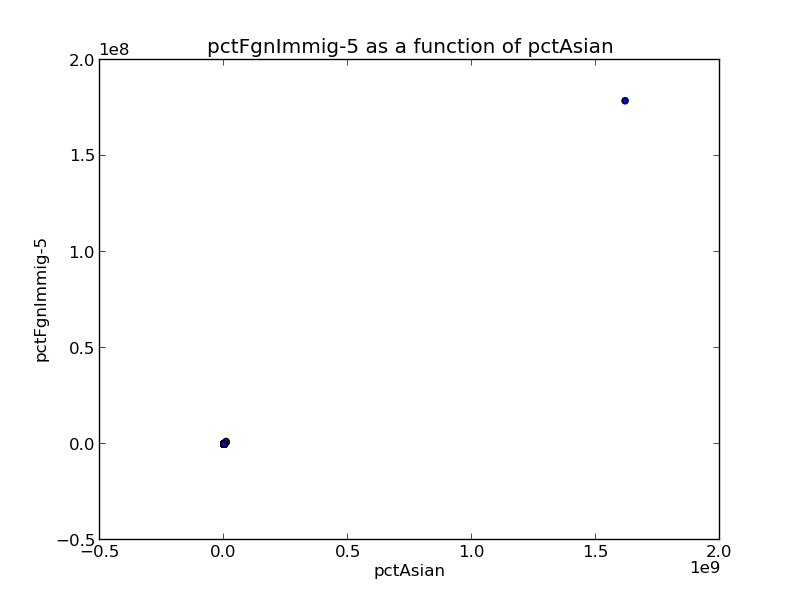 pctFgnImmig-5 as a function of pctAsian
1e8
2.0
1.5
1.0
0.5
0.0
−0.5
pctFgnImmig-5
−0.5 0.0 0.5 1.0 1.5 2.0
1e9
pctAsian